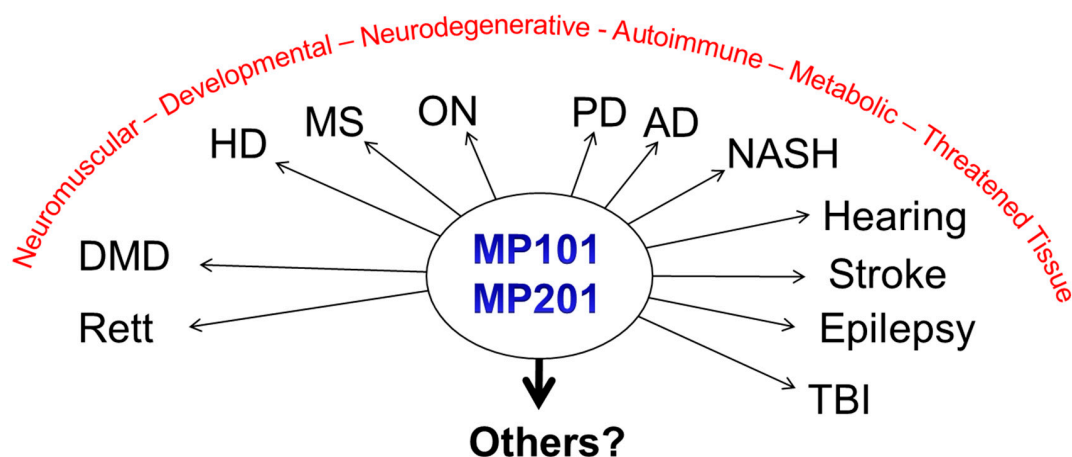 Neuromuscular – Developmental – Neurodegenerative - Autoimmune – Metabolic – Threatened Tissue
HD
MS
ON
PD
AD
NASH
DMD
Rett
MP101
MP201
Hearing
Stroke
Epilepsy
TBI
Others?